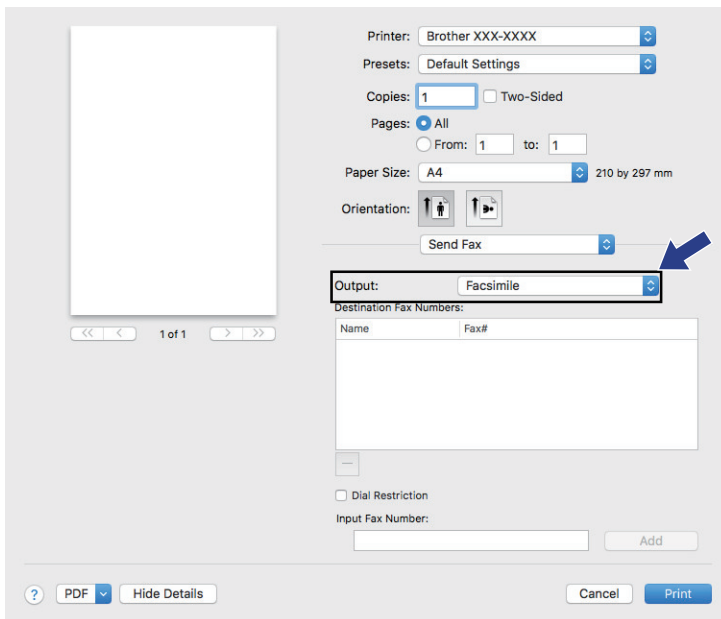 Printer: Brother XXX-XXXX
Presets: Default Settings
Copies: 1 Two-Sided
Pages: All
From: 1 to: 1
Paper Size: A4 210 by 297 mm
Orientation:
Send Fax
Output: Facsimile
Destination Fax Numbers:
Name Fax#
<< < 1 of 1 > >>
Dial Restriction
Input Fax Number:
Add
? PDF Hide Details Cancel Print